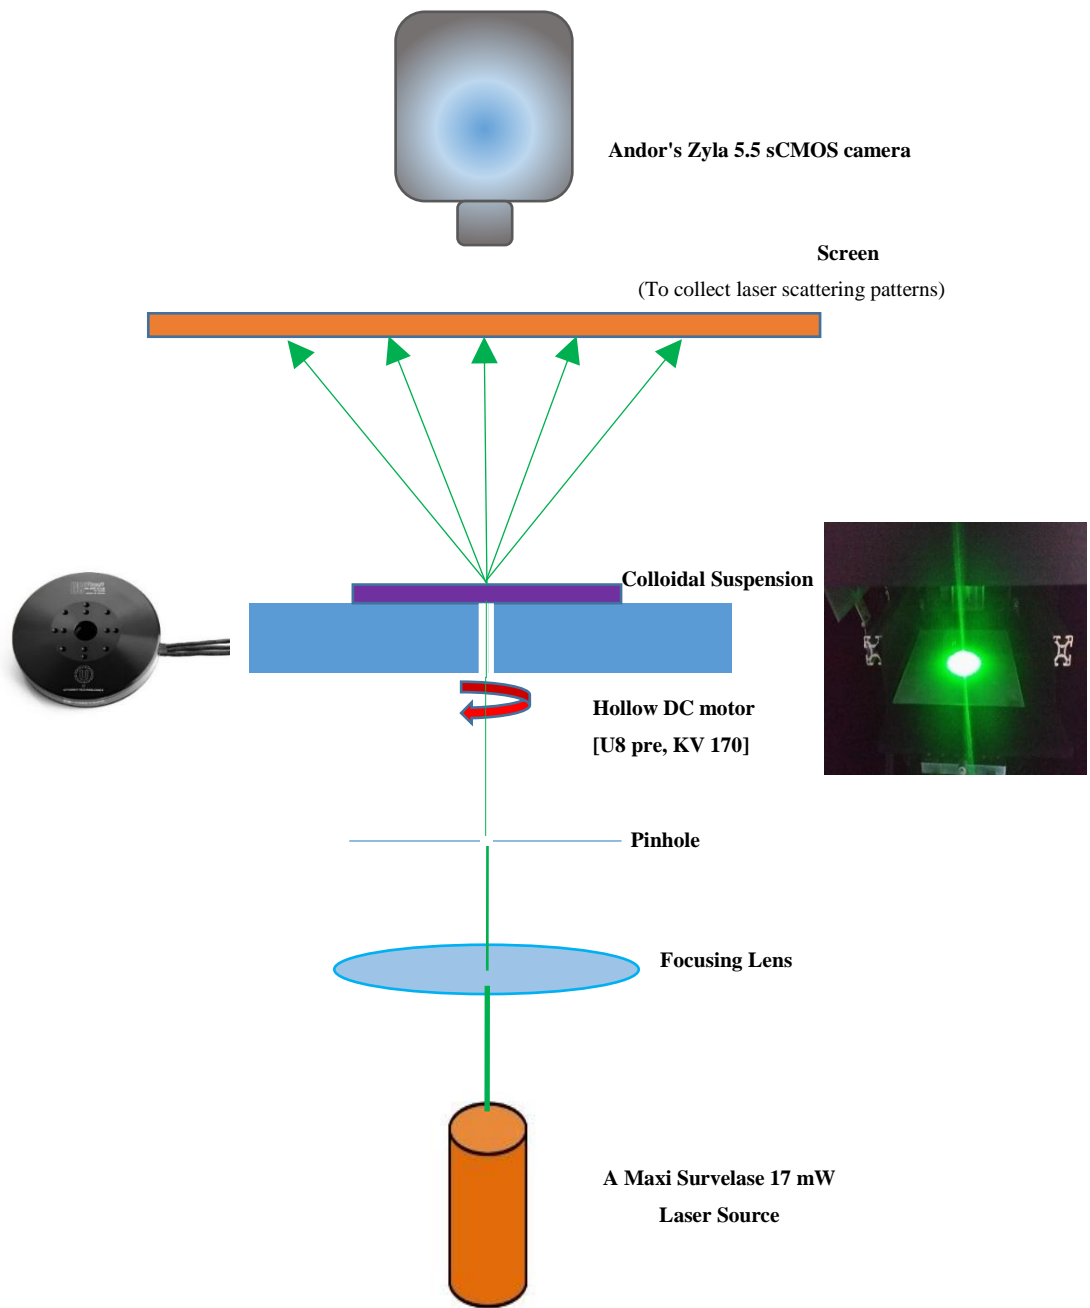 Andor's Zyla 5.5 sCMOS camera
Screen
(To collect laser scattering patterns)
Colloidal Suspension
Hollow DC motor
[U8 pre, KV 170]
Pinhole
Focusing Lens
A Maxi Survelase 17 mW
Laser Source